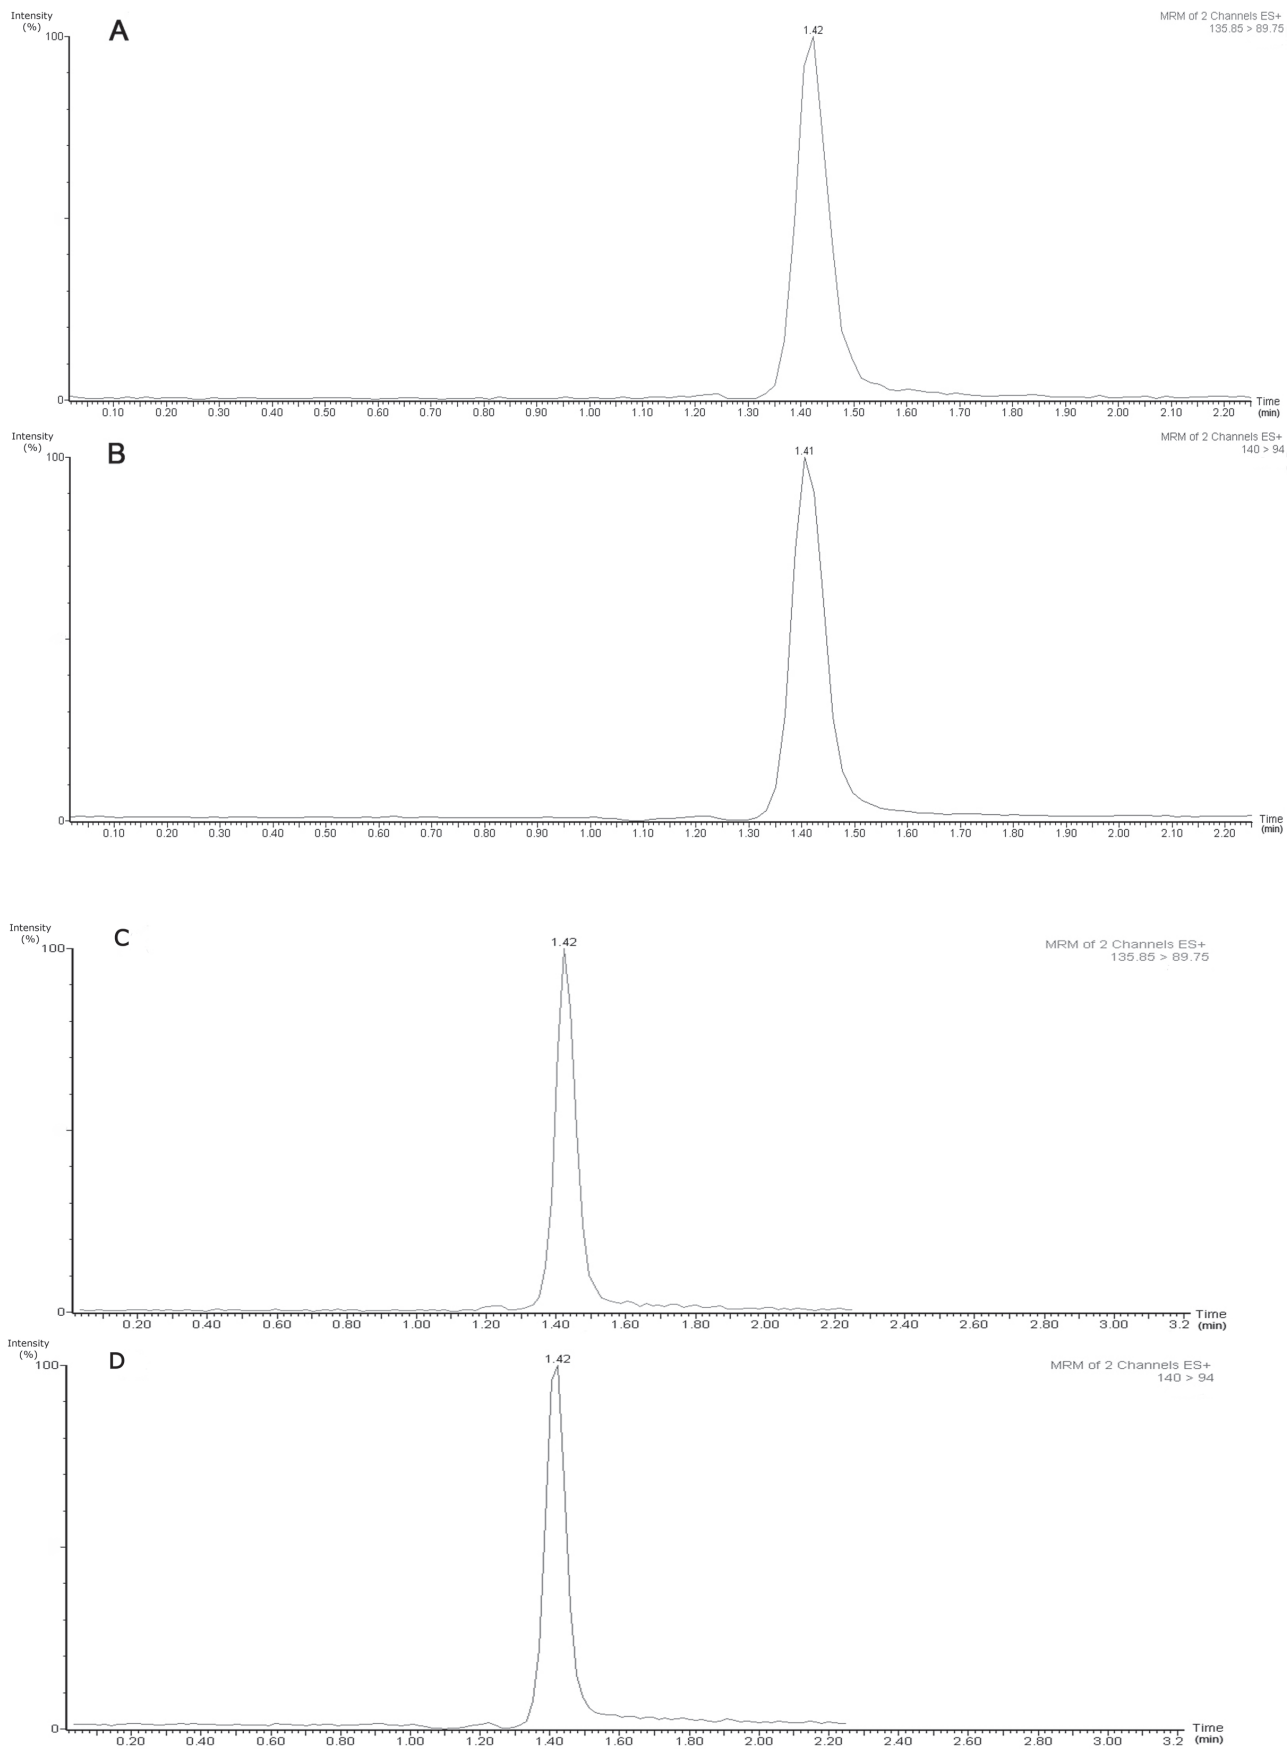 Intensity
(%)
A
MRM of 2 Channels ES+
135.85 > 89.75
1.42
100
0
0.10 0.20 0.30 0.40 0.50 0.60 0.70 0.80 0.90 1.00 1.10 1.20 1.30 1.40 1.50 1.60 1.70 1.80 1.90 2.00 2.10 2.20
Time
(min)
Intensity
(%)
B
MRM of 2 Channels ES+
140 > 94
1.41
100
0
0.10 0.20 0.30 0.40 0.50 0.60 0.70 0.80 0.90 1.00 1.10 1.20 1.30 1.40 1.50 1.60 1.70 1.80 1.90 2.00 2.10 2.20
Time
(min)
Intensity
(%)
C
MRM of 2 Channels ES+
135.85 > 89.75
1.42
100
0
0.20 0.40 0.60 0.80 1.00 1.20 1.40 1.60 1.80 2.00 2.20 2.40 2.60 2.80 3.00 3.2
Time
(min)
Intensity
(%)
D
MRM of 2 Channels ES+
140 > 94
1.42
100
0
0.20 0.40 0.60 0.80 1.00 1.20 1.40 1.60 1.80 2.00 2.20 2.40 2.60 2.80 3.00 3.2
Time
(min)